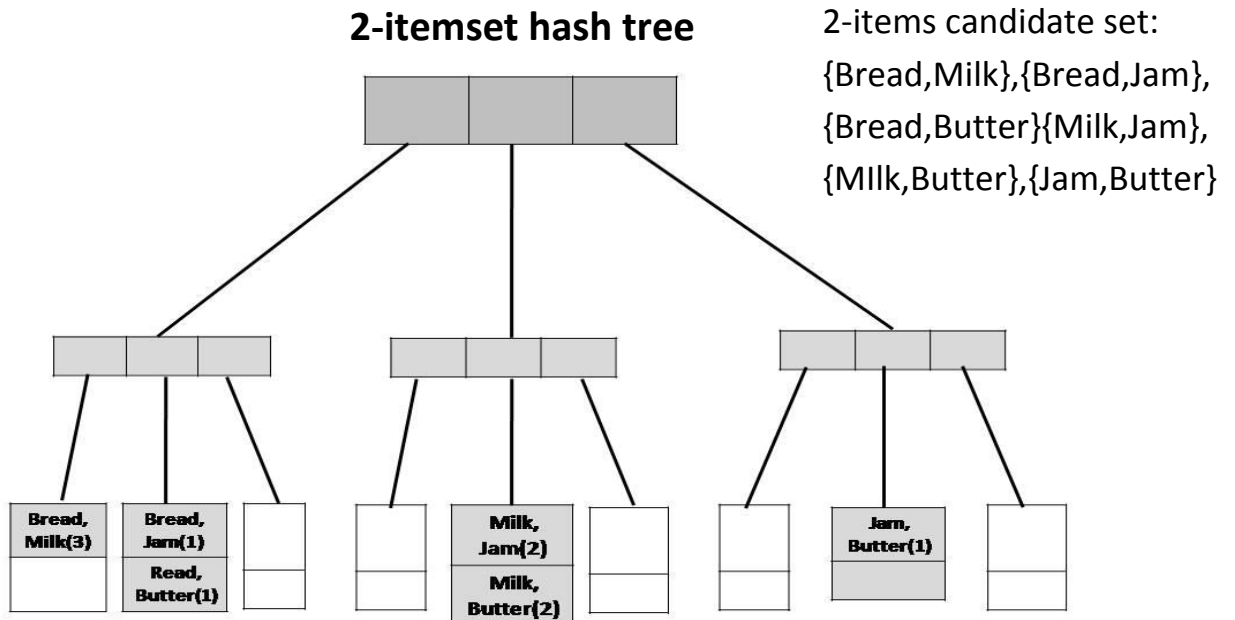 2-itemset hash tree
2-items candidate set:
{Bread,Milk},{Bread,Jam},
{Bread,Butter}{Milk,Jam},
{MIlk,Butter},{Jam,Butter}
Bread,
Milk(3)
Bread,
Jam(1)
Read,
Butter(1)
Milk,
Jam(2)
Milk,
Butter(2)
Jam,
Butter(1)